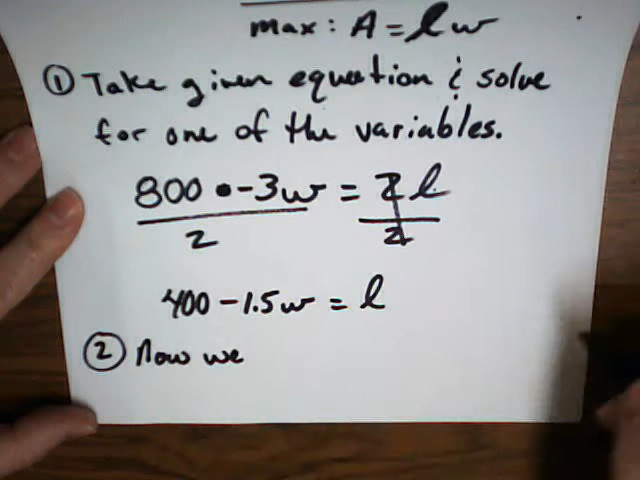 max: A = lw
① Take given equation & solve
for one of the variables.
800 • -3w = 2l
2 2
400 - 1.5w = l
② Now we